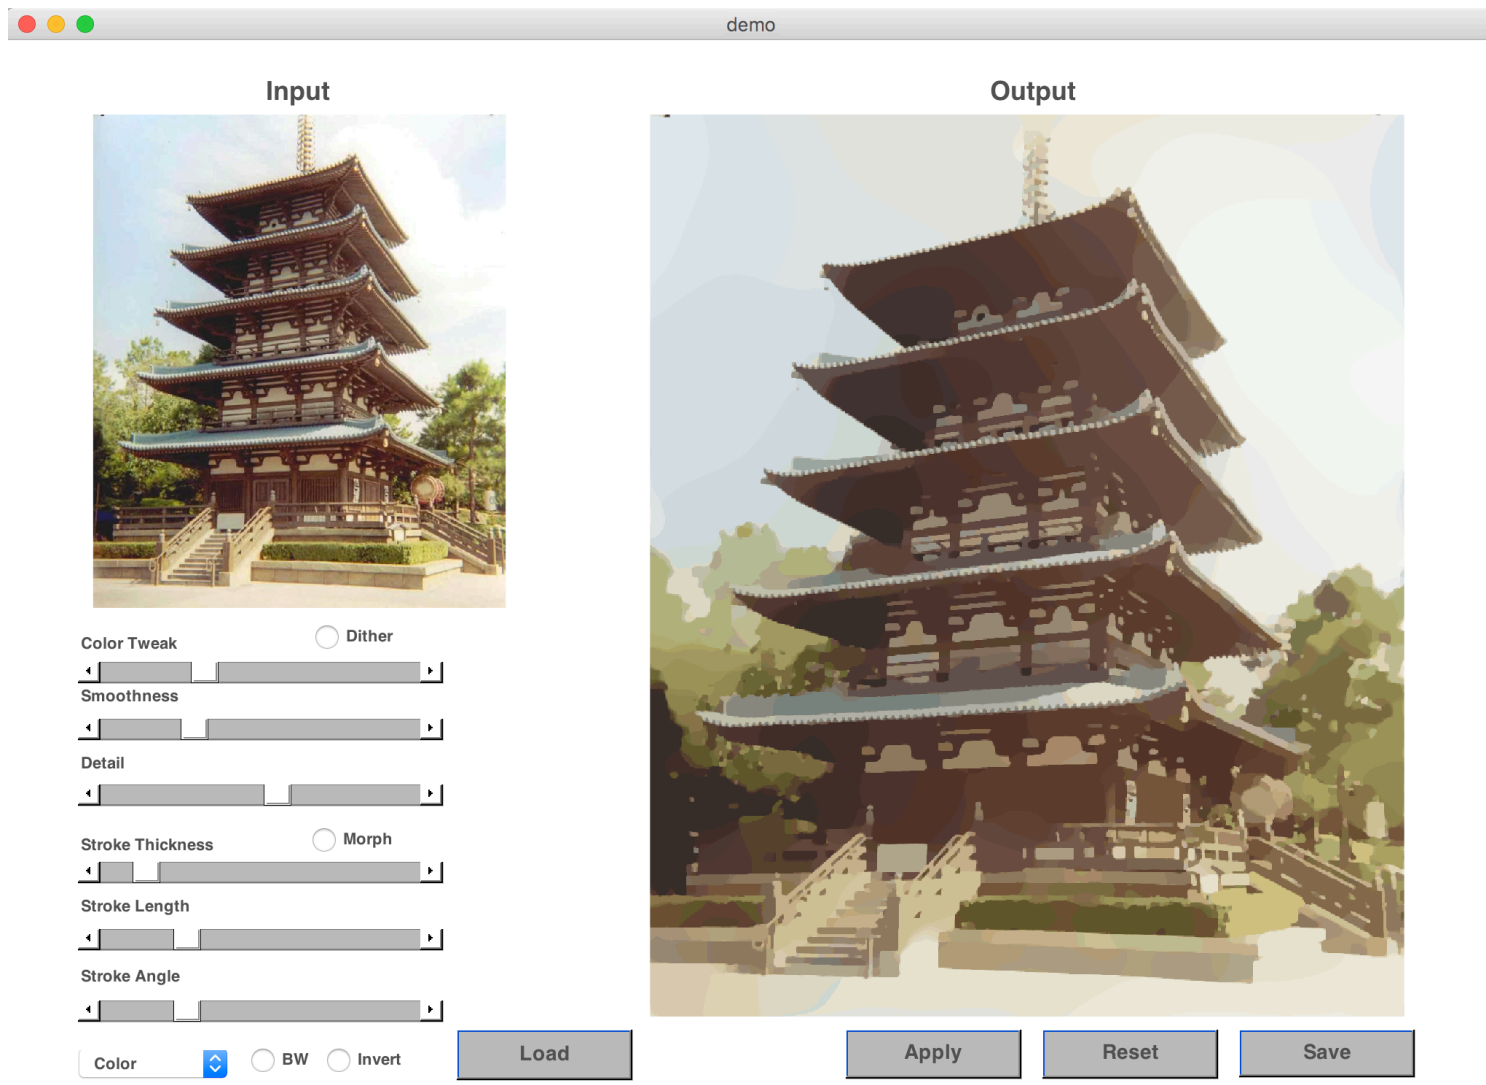 demo
Input
Output
Color Tweak
Dither
Smoothness
Detail
Stroke Thickness
Morph
Stroke Length
Stroke Angle
Color
BW
Invert
Load
Apply
Reset
Save